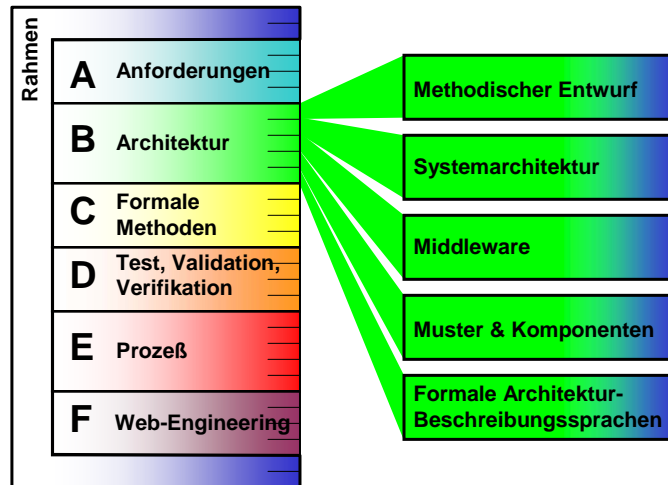 Rahmen
A Anforderungen
B Architektur
C Formale
Methoden
D Test, Validation,
Verifikation
E Prozeß
F Web-Engineering
Methodischer Entwurf
Systemarchitektur
Middleware
Muster & Komponenten
Formale Architektur-
Beschreibungssprachen